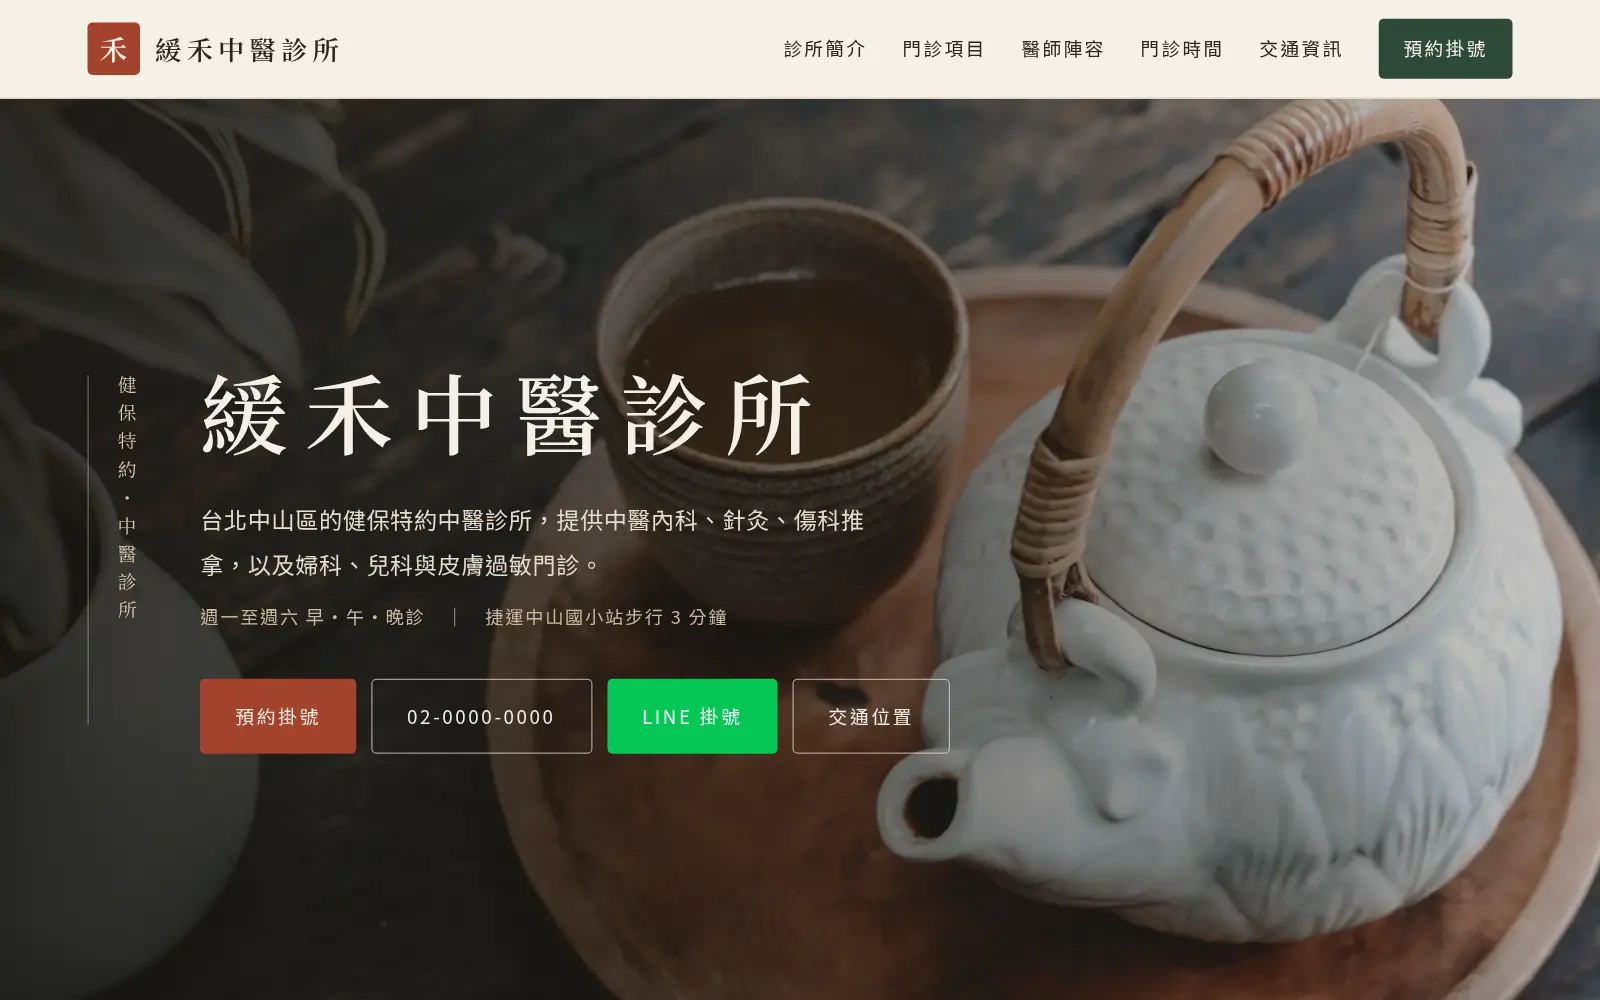 禾 緩禾中醫診所
診所簡介 門診項目 醫師陣容 門診時間 交通資訊 預約掛號
健保特約・中醫診所
緩禾中醫診所
台北中山區的健保特約中醫診所，提供中醫內科、針灸、傷科推
拿，以及婦科、兒科與皮膚過敏門診。
週一至週六 早・午・晚診 ｜ 捷運中山國小站步行 3 分鐘
預約掛號 02-0000-0000 LINE 掛號 交通位置